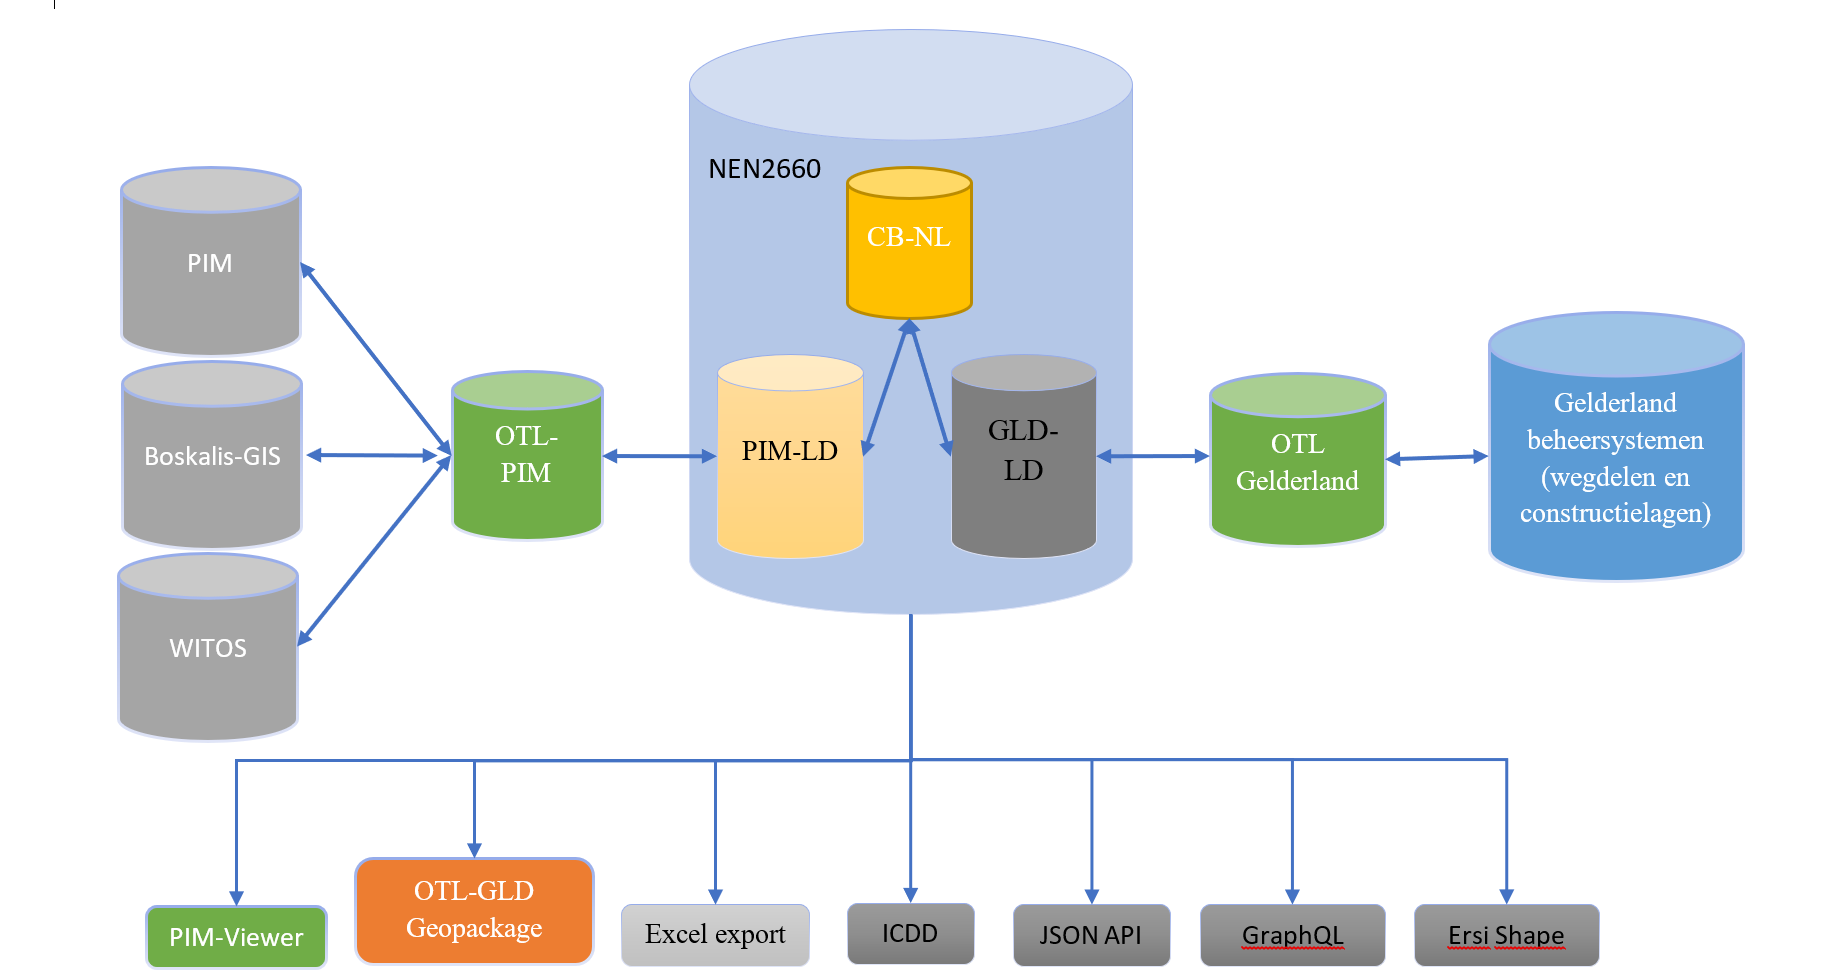 NEN2660
CB-NL
PIM
Boskalis-GIS
WITOS
OTL-
PIM
PIM-LD
GLD-
LD
OTL
Gelderland
Gelderland
beheersystemen
(wegdelen en
constructielagen)
PIM-Viewer
OTL-GLD
Geopackage
Excel export
ICDD
JSON API
GraphQL
Ersi Shape